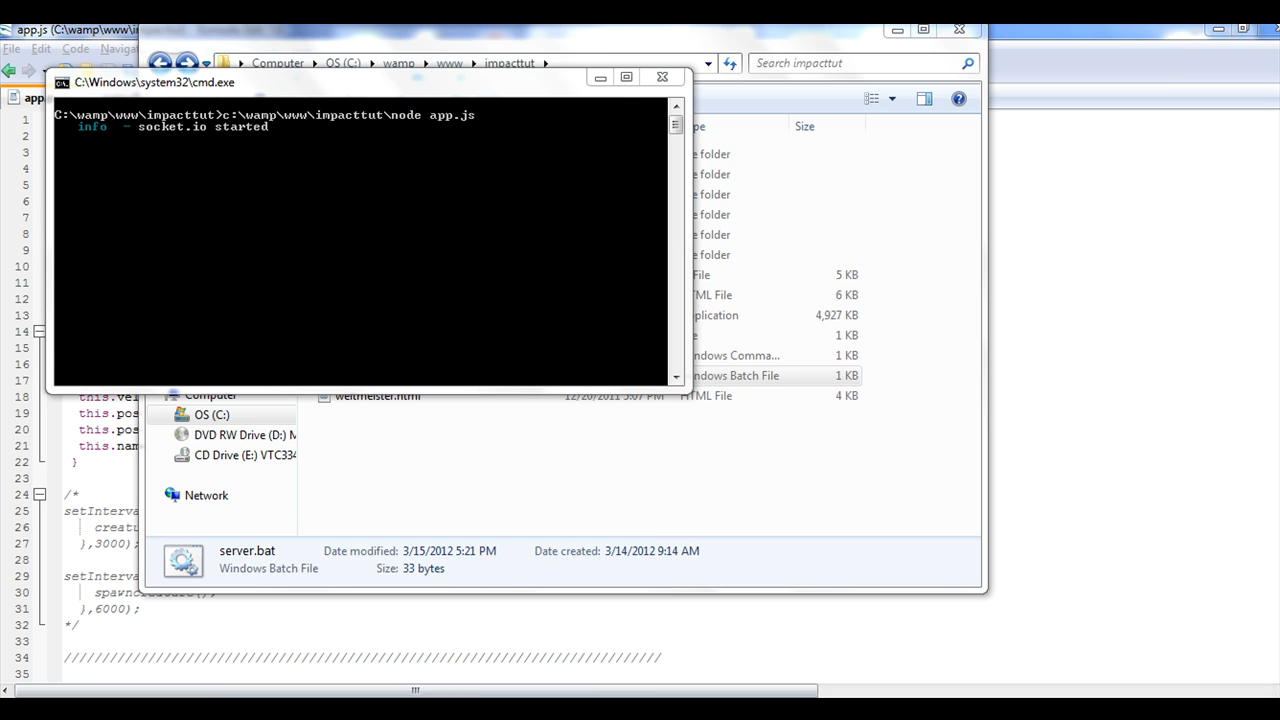 app.js (C:\wamp\www\im
File Edit Code Naviga
Computer OS (C:) wamp www impacttut
Search impacttut
C:\Windows\system32\cmd.exe
C:\wamp\www\impacttut>c:\wamp\www\impacttut\node app.js
info - socket.io started
app
pe Size
e folder
e folder
e folder
e folder
e folder
e folder
File 5 KB
ML File 6 KB
plication 4,927 KB
e 1 KB
ndows Comma... 1 KB
ndows Batch File 1 KB
weltmeister.html 12/20/2011 5:07 PM HTML File 4 KB
Computer
OS (C:)
DVD RW Drive (D:) M
CD Drive (E:) VTC334
Network
server.bat
Windows Batch File
Date modified: 3/15/2012 5:21 PM
Size: 33 bytes
Date created: 3/14/2012 9:14 AM
1
2
3
4
5
6
7
8
9
10
11
12
13
14
15
16
17
18 this.vel
19 this.pos
20 this.pos
21 this.nam
22 }
23
24 /*
25 setInterva
26 creatu
27 },3000);
28
29 setInterva
30 spawncreature();
31 },6000);
32 */
33
34 ///////////////////////////////////////////////////////////////////////////////
35